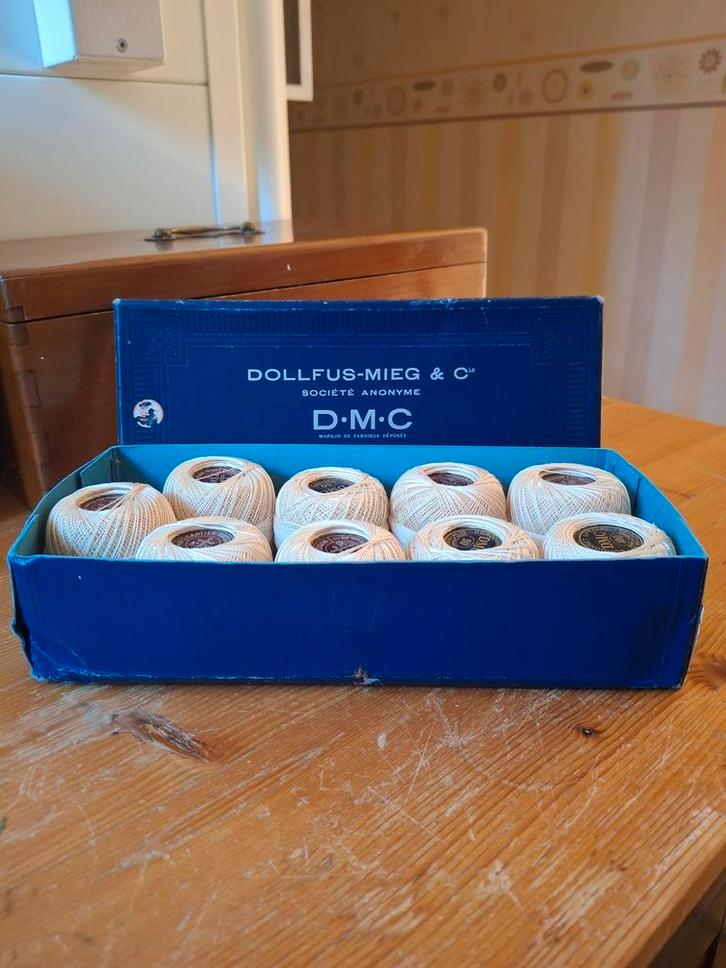 DOLLFUS-MIEG & Cie
SOCIÉTÉ ANONYME
D·M·C
MARQUE DE FABRIQUE DÉPOSÉE